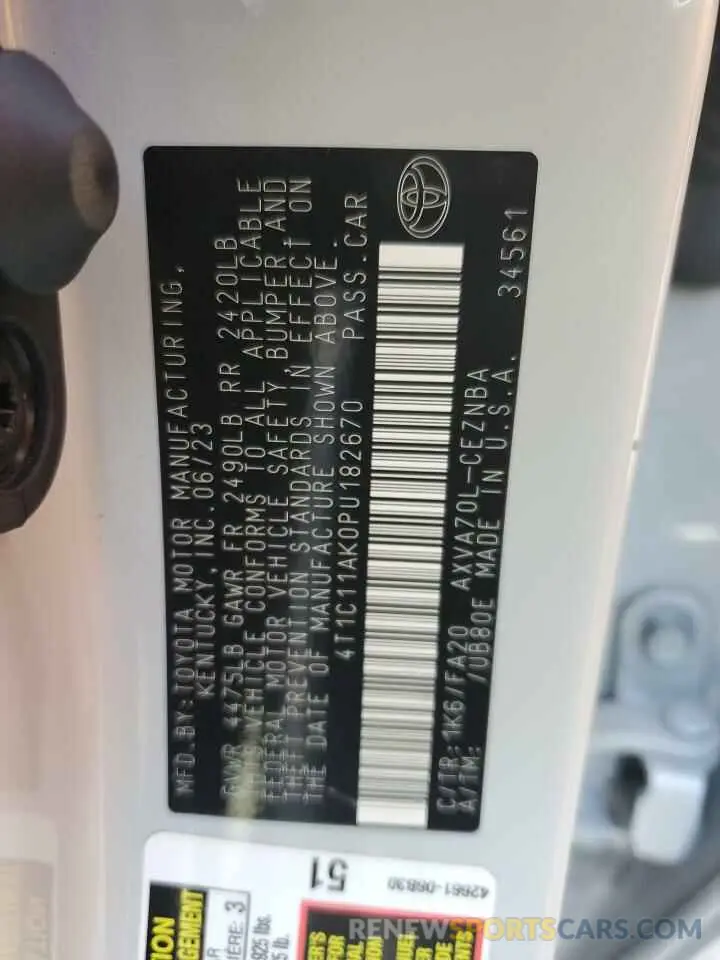 MFD.BY:TOYOTA MOTOR MANUFACTURING,
KENTUCKY, INC. 06/23
GVWR 4475LB GAWR FR 2490LB RR 2420LB
THIS VEHICLE CONFORMS TO ALL APPLICABLE
FEDERAL MOTOR VEHICLE SAFETY, BUMPER, AND
THEFT PREVENTION STANDARDS IN EFFECT ON
THE DATE OF MANUFACTURE SHOWN ABOVE.
4T1C11AK0PU182670 PASS.CAR
C/TR: 1K6/FA20 AXVA70L-CEZNBA
A/TM: /UB80E MADE IN U.S.A. 34561
51
42661-06B30
RENEWSPORTSCARS.COM